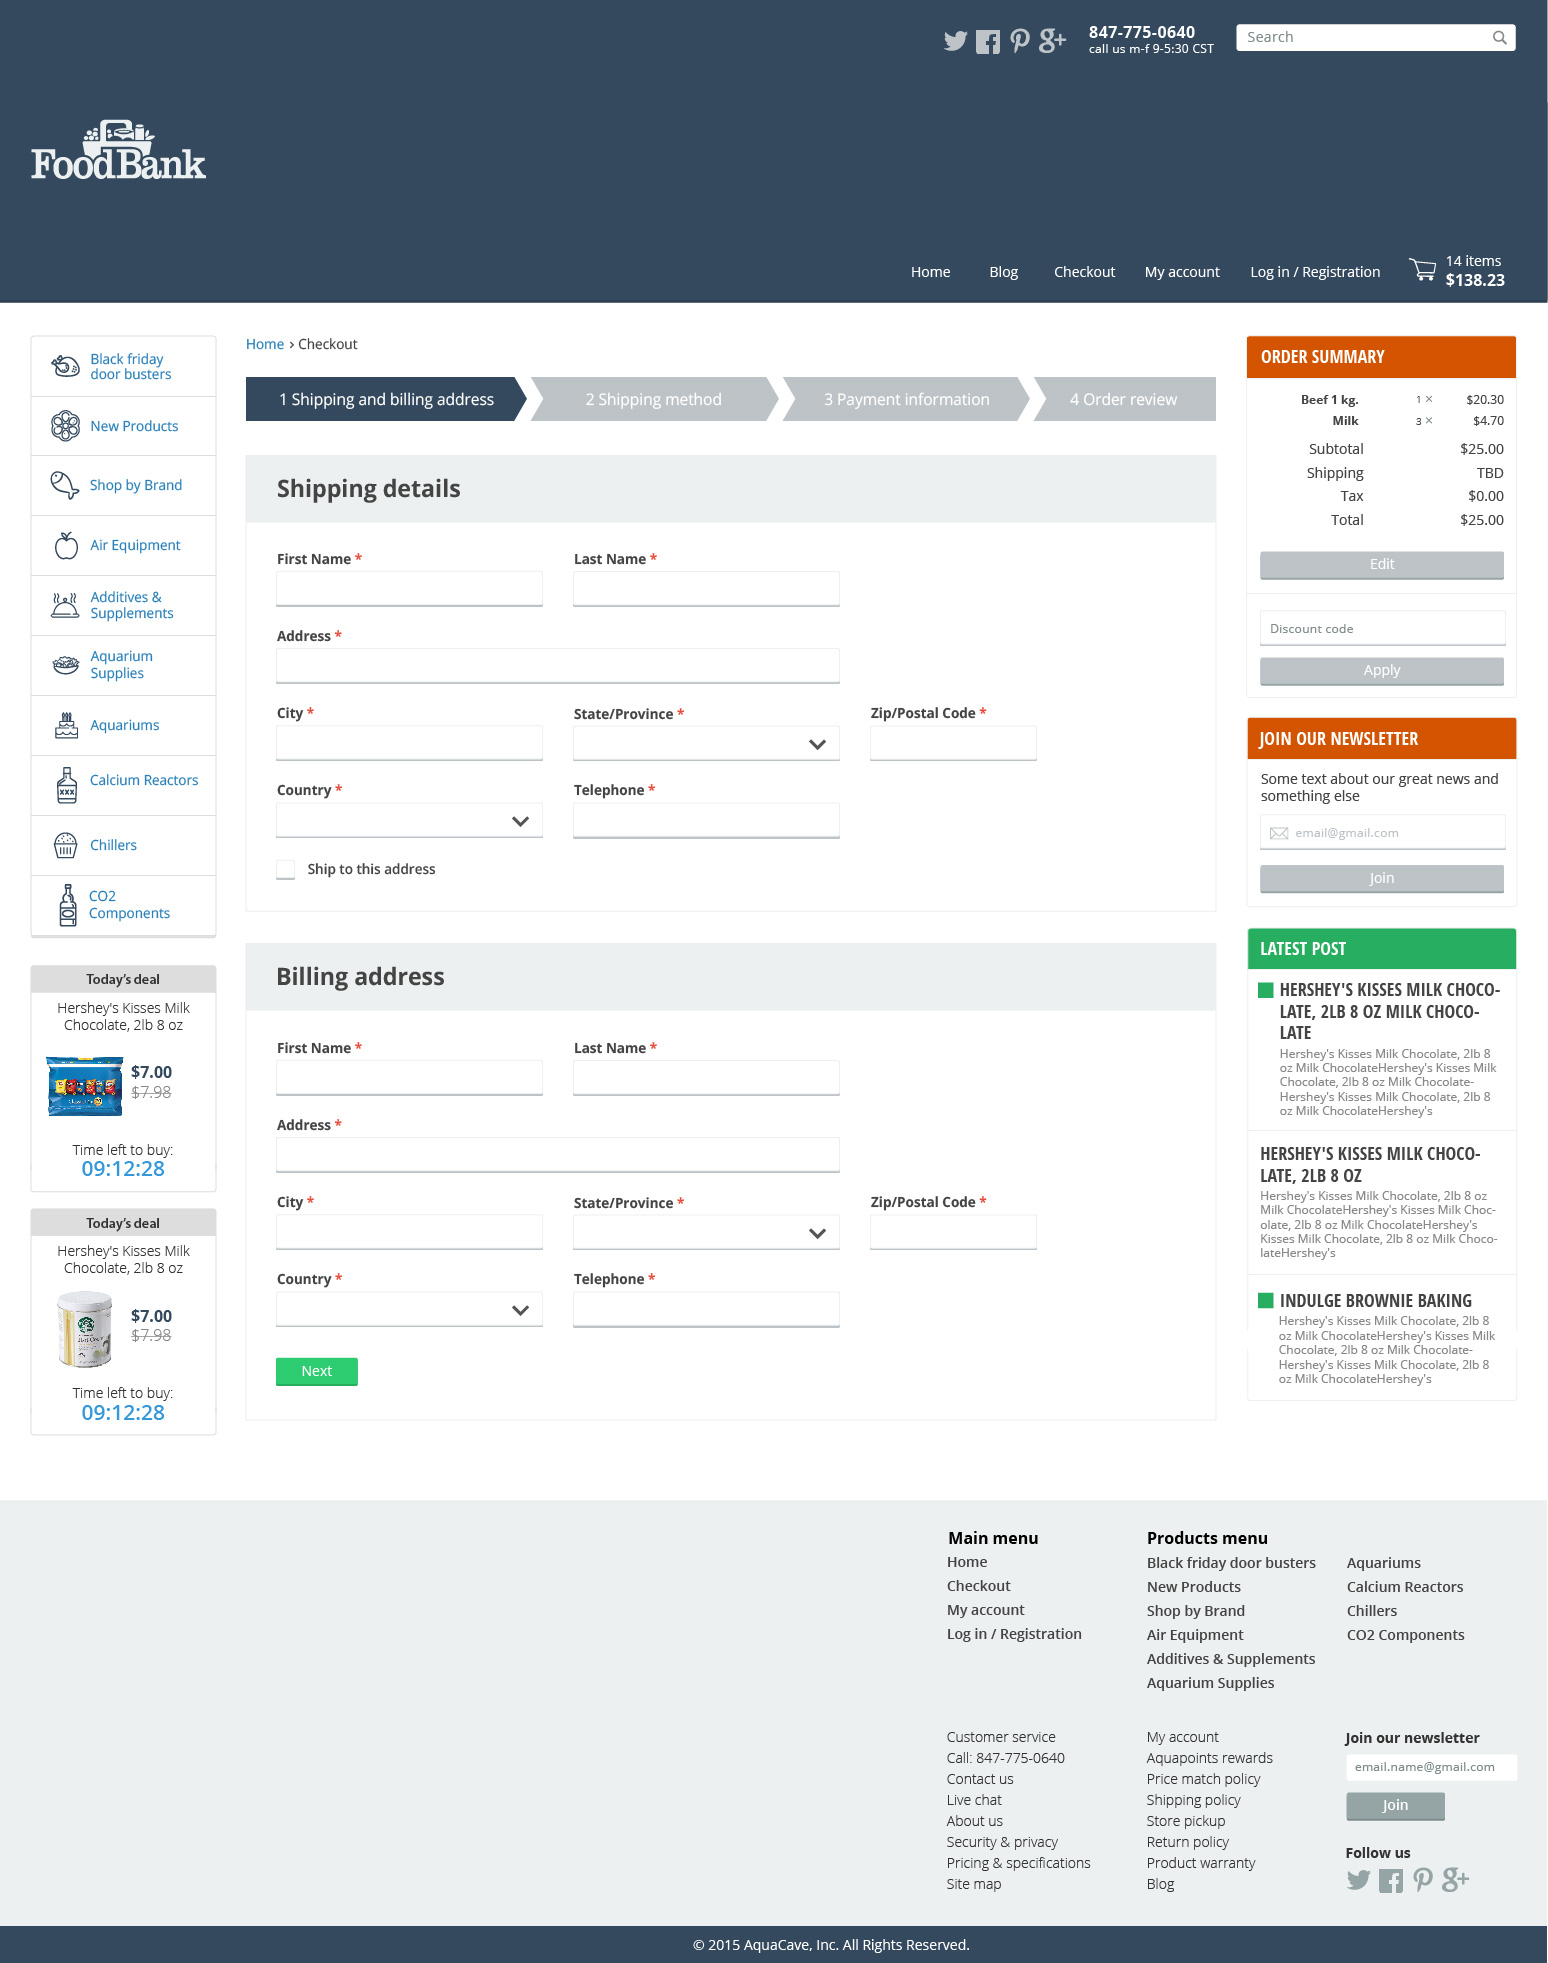 847-775-0640
call us m-f 9-5:30 CST
Search
FoodBank
Home
Blog
Checkout
My account
Log in / Registration
14 items
$138.23
Black friday
door busters
New Products
Shop by Brand
Air Equipment
Additives &
Supplements
Aquarium
Supplies
Aquariums
XXX
Calcium Reactors
Chillers
CO2
Components
Today's deal
Hershey's Kisses Milk
Chocolate, 2lb 8 oz
$7.00
$7.98
Time left to buy:
09:12:28
Today's deal
Hershey's Kisses Milk
Chocolate, 2lb 8 oz
$7.00
$7.98
Time left to buy:
09:12:28
Home › Checkout
1 Shipping and billing address
2 Shipping method
3 Payment information
4 Order review
Shipping details
First Name *
Last Name *
Address *
City *
State/Province *
Zip/Postal Code *
Country *
Telephone *
Ship to this address
Billing address
First Name *
Last Name *
Address *
City *
State/Province *
Zip/Postal Code *
Country *
Telephone *
Next
ORDER SUMMARY
Beef 1 kg. 1 × $20.30
Milk 3 × $4.70
Subtotal $25.00
Shipping TBD
Tax $0.00
Total $25.00
Edit
Discount code
Apply
JOIN OUR NEWSLETTER
Some text about our great news and
something else
email@gmail.com
Join
LATEST POST
HERSHEY'S KISSES MILK CHOCO-
LATE, 2LB 8 OZ MILK CHOCO-
LATE
Hershey's Kisses Milk Chocolate, 2lb 8
oz Milk ChocolateHershey's Kisses Milk
Chocolate, 2lb 8 oz Milk Chocolate-
Hershey's Kisses Milk Chocolate, 2lb 8
oz Milk ChocolateHershey's
HERSHEY'S KISSES MILK CHOCO-
LATE, 2LB 8 OZ
Hershey's Kisses Milk Chocolate, 2lb 8 oz
Milk ChocolateHershey's Kisses Milk Choc-
olate, 2lb 8 oz Milk ChocolateHershey's
Kisses Milk Chocolate, 2lb 8 oz Milk Choco-
lateHershey's
INDULGE BROWNIE BAKING
Hershey's Kisses Milk Chocolate, 2lb 8
oz Milk ChocolateHershey's Kisses Milk
Chocolate, 2lb 8 oz Milk Chocolate-
Hershey's Kisses Milk Chocolate, 2lb 8
oz Milk ChocolateHershey's
Main menu
Home
Checkout
My account
Log in / Registration
Products menu
Black friday door busters
New Products
Shop by Brand
Air Equipment
Additives & Supplements
Aquarium Supplies
Aquariums
Calcium Reactors
Chillers
CO2 Components
Customer service
Call: 847-775-0640
Contact us
Live chat
About us
Security & privacy
Pricing & specifications
Site map
My account
Aquapoints rewards
Price match policy
Shipping policy
Store pickup
Return policy
Product warranty
Blog
Join our newsletter
email.name@gmail.com
Join
Follow us
© 2015 AquaCave, Inc. All Rights Reserved.